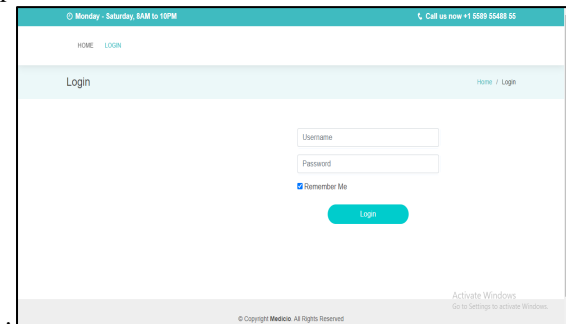 Monday - Saturday, 8AM to 10PM
Call us now +1 5589 55488 55
HOME LOGIN
Login
Home / Login
Username
Password
Remember Me
Login
Activate Windows
Go to Settings to activate Windows.
© Copyright Medicio. All Rights Reserved